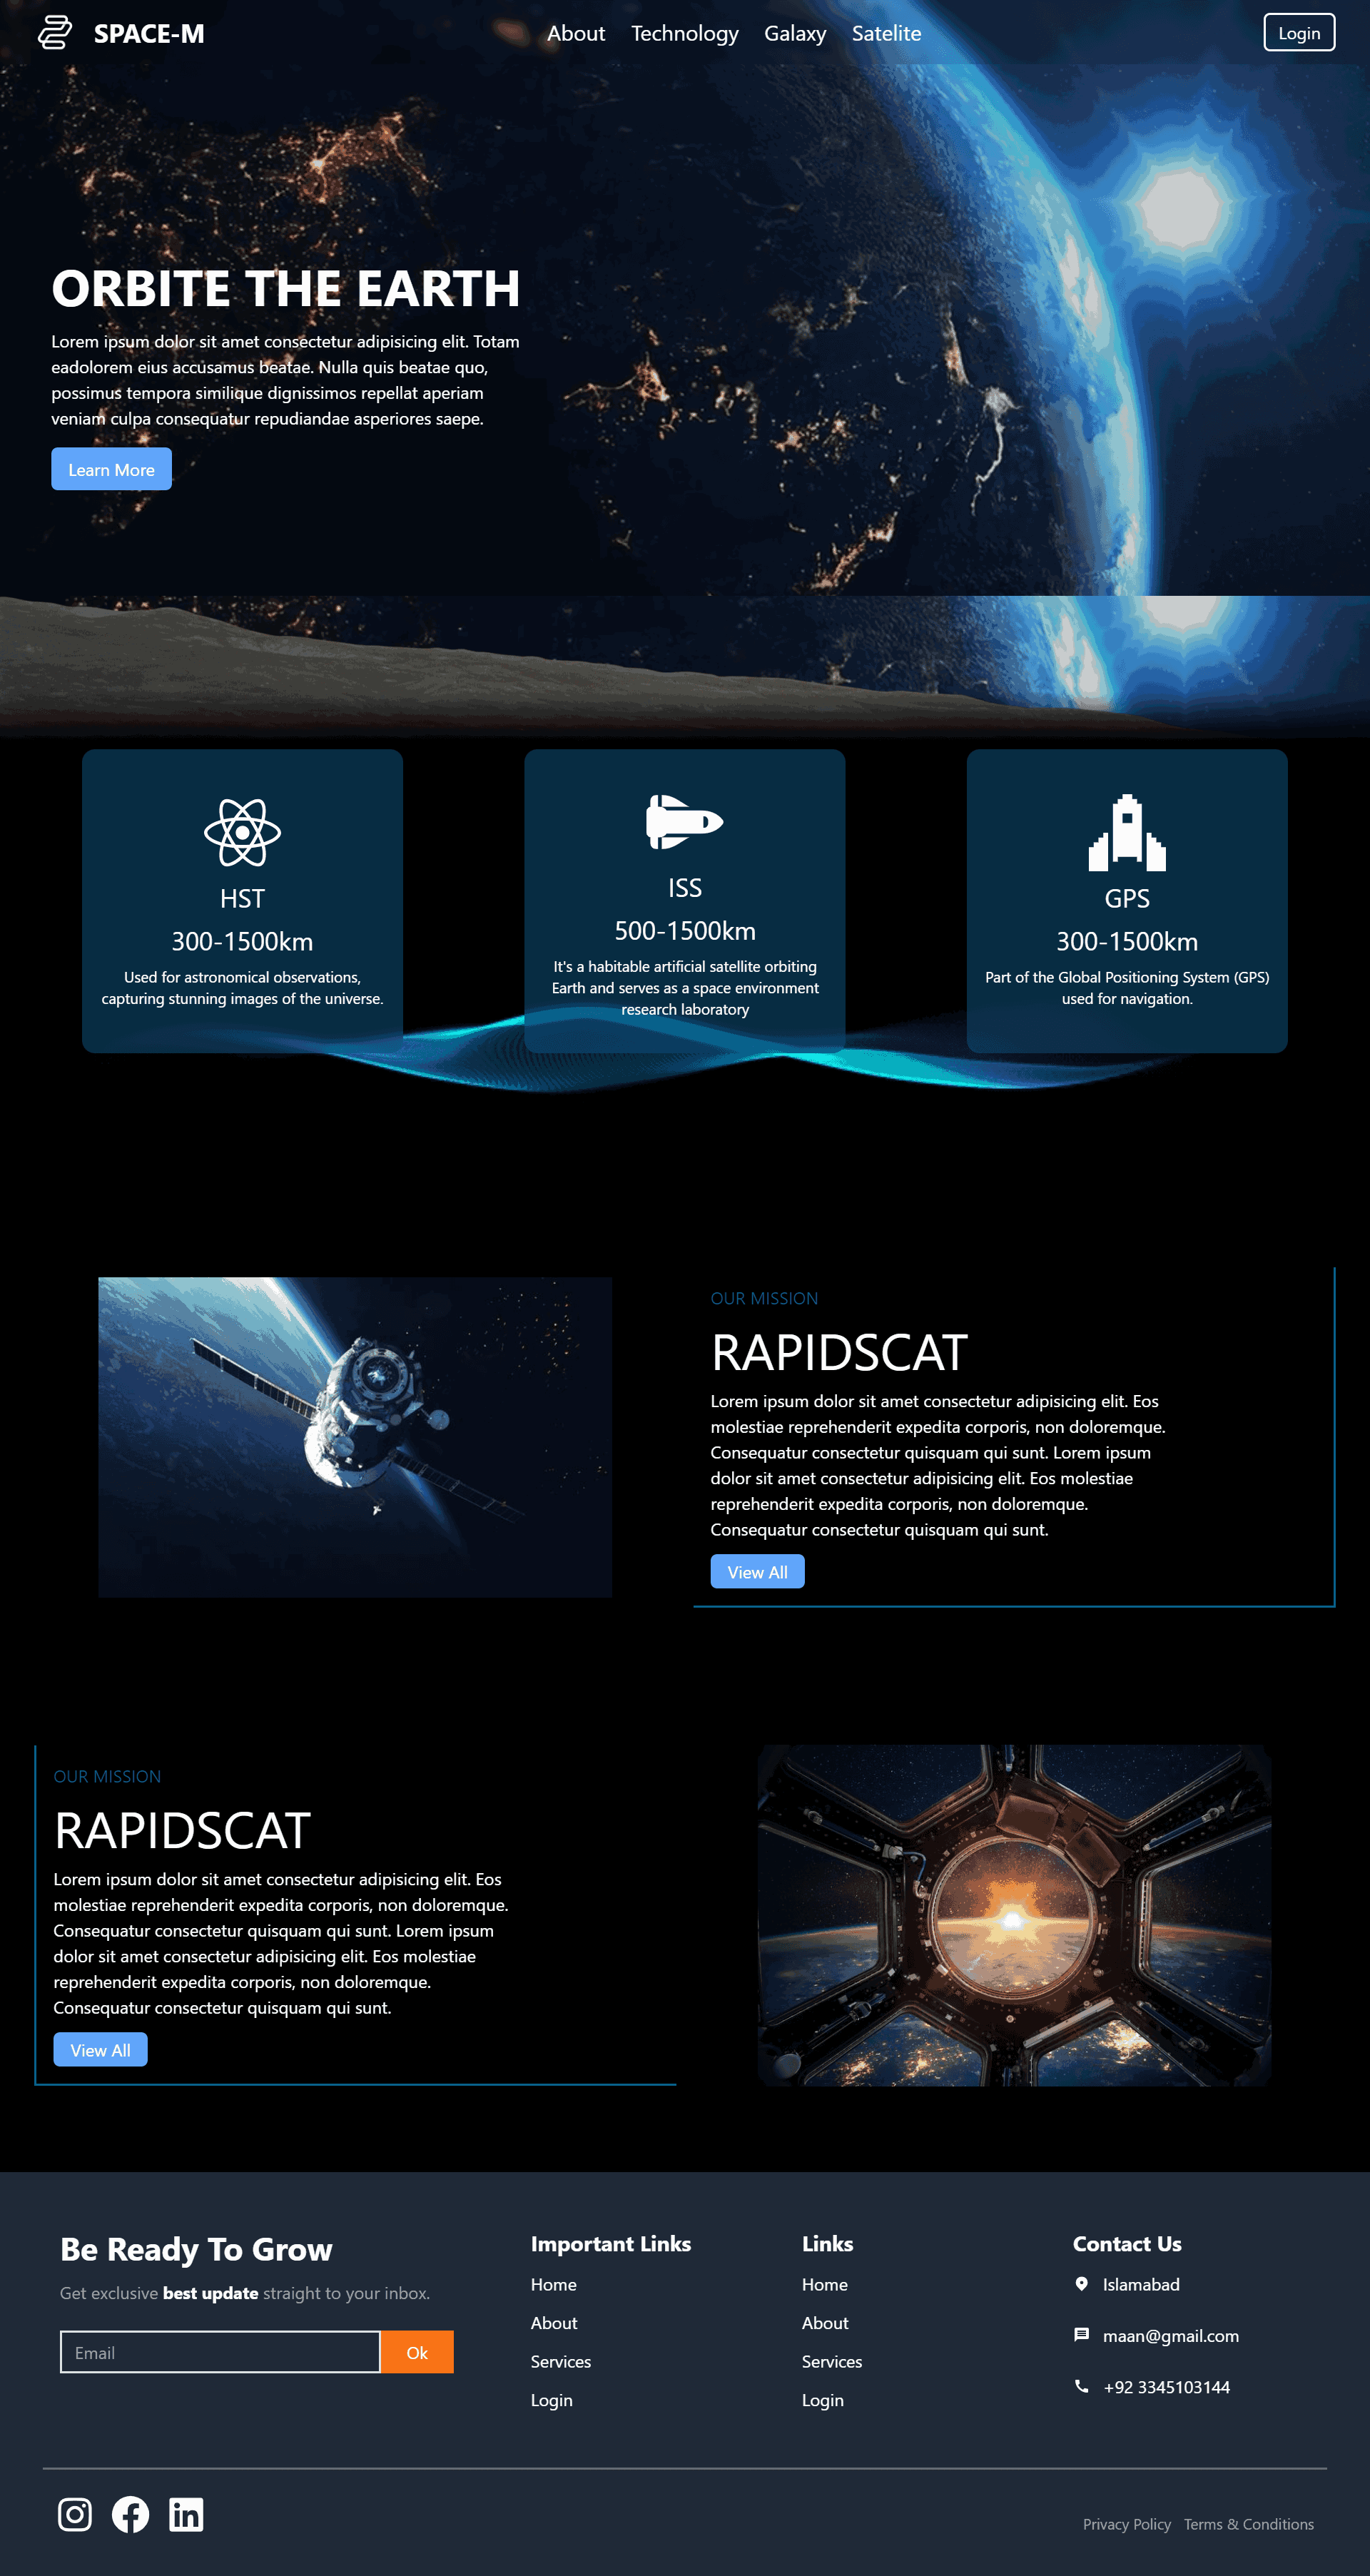 SPACE-M
About Technology Galaxy Satelite
Login
ORBITE THE EARTH
Lorem ipsum dolor sit amet consectetur adipisicing elit. Totam
eadolorem eius accusamus beatae. Nulla quis beatae quo,
possimus tempora similique dignissimos repellat aperiam
veniam culpa consequatur repudiandae asperiores saepe.
Learn More
HST
300-1500km
Used for astronomical observations,
capturing stunning images of the universe.
ISS
500-1500km
It's a habitable artificial satellite orbiting
Earth and serves as a space environment
research laboratory
GPS
300-1500km
Part of the Global Positioning System (GPS)
used for navigation.
OUR MISSION
RAPIDSCAT
Lorem ipsum dolor sit amet consectetur adipisicing elit. Eos
molestiae reprehenderit expedita corporis, non doloremque.
Consequatur consectetur quisquam qui sunt. Lorem ipsum
dolor sit amet consectetur adipisicing elit. Eos molestiae
reprehenderit expedita corporis, non doloremque.
Consequatur consectetur quisquam qui sunt.
View All
OUR MISSION
RAPIDSCAT
Lorem ipsum dolor sit amet consectetur adipisicing elit. Eos
molestiae reprehenderit expedita corporis, non doloremque.
Consequatur consectetur quisquam qui sunt. Lorem ipsum
dolor sit amet consectetur adipisicing elit. Eos molestiae
reprehenderit expedita corporis, non doloremque.
Consequatur consectetur quisquam qui sunt.
View All
Be Ready To Grow
Get exclusive best update straight to your inbox.
Email
Ok
Important Links
Home
About
Services
Login
Links
Home
About
Services
Login
Contact Us
Islamabad
maan@gmail.com
+92 3345103144
Privacy Policy Terms & Conditions